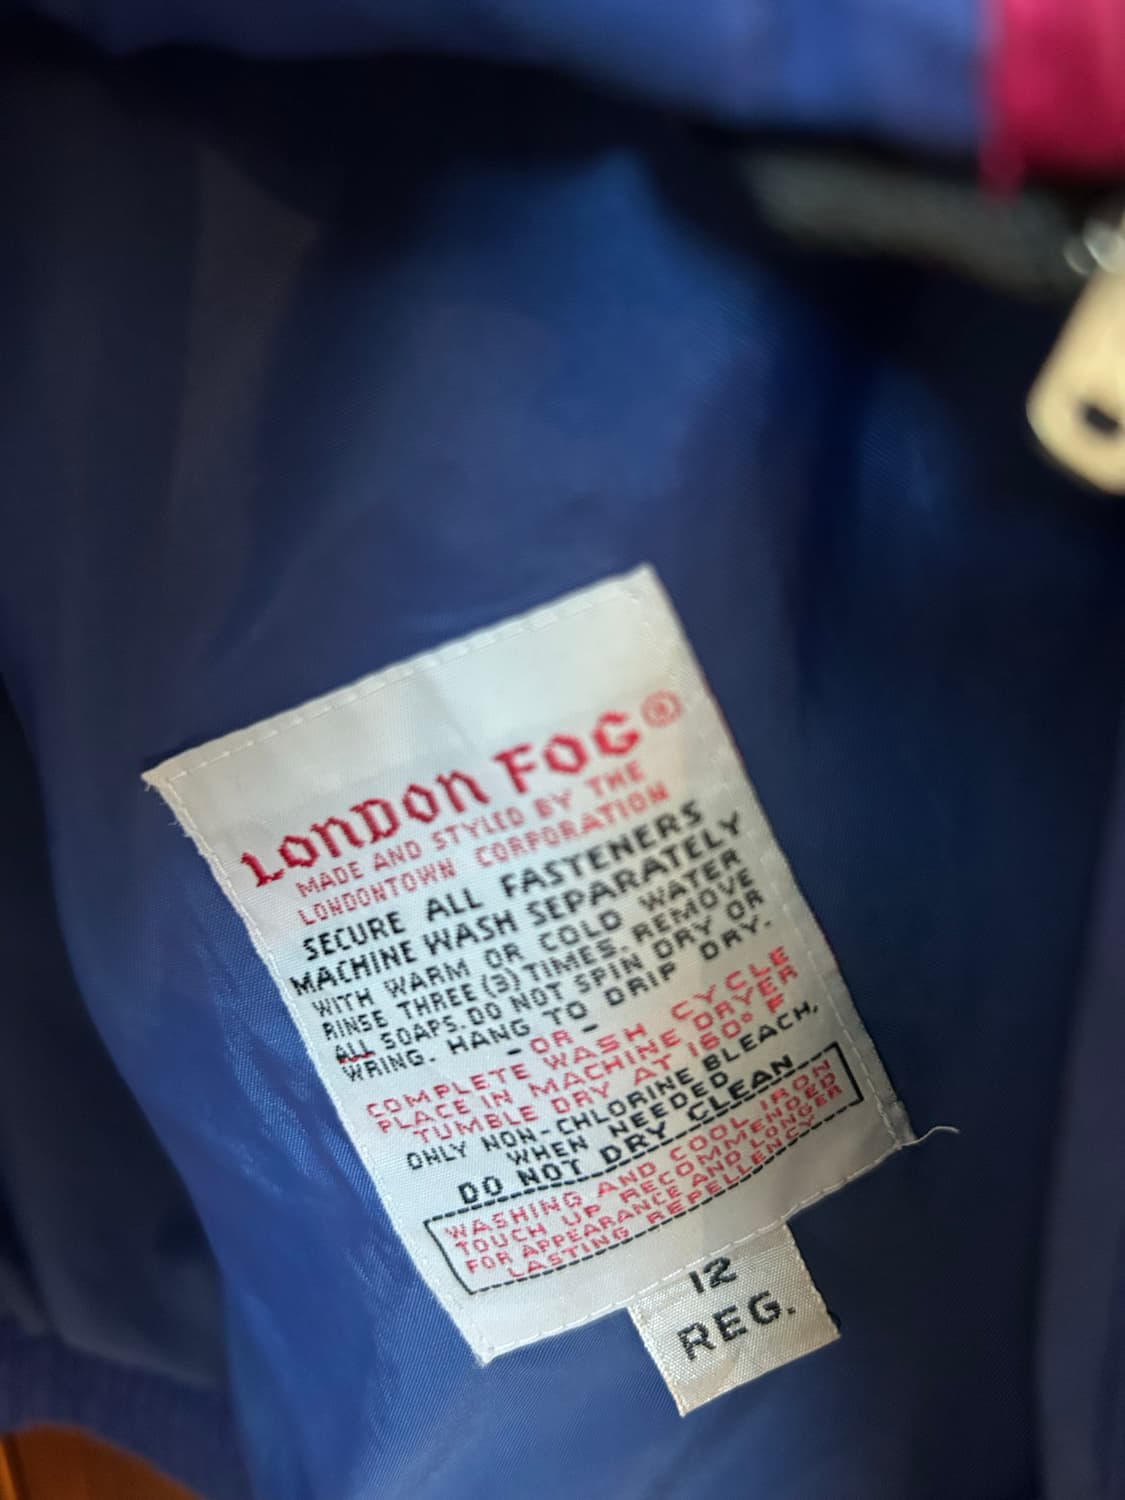 LONDON FOG®
MADE AND STYLED BY THE
LONDONTOWN CORPORATION
SECURE ALL FASTENERS
MACHINE WASH SEPARATELY
WITH WARM OR COLD WATER
RINSE THREE (3) TIMES. REMOVE
ALL SOAPS. DO NOT SPIN DRY OR
WRING. HANG TO DRIP DRY.
-OR-
COMPLETE WASH CYCLE
PLACE IN MACHINE DRYER
TUMBLE DRY AT 160° F
ONLY NON-CHLORINE BLEACH,
WHEN NEEDED
DO NOT DRY CLEAN
WASHING AND COOL IRON
TOUCH UP RECOMMENDED
FOR APPEARANCE AND LONGER
LASTING REPELLENCY
12
REG.